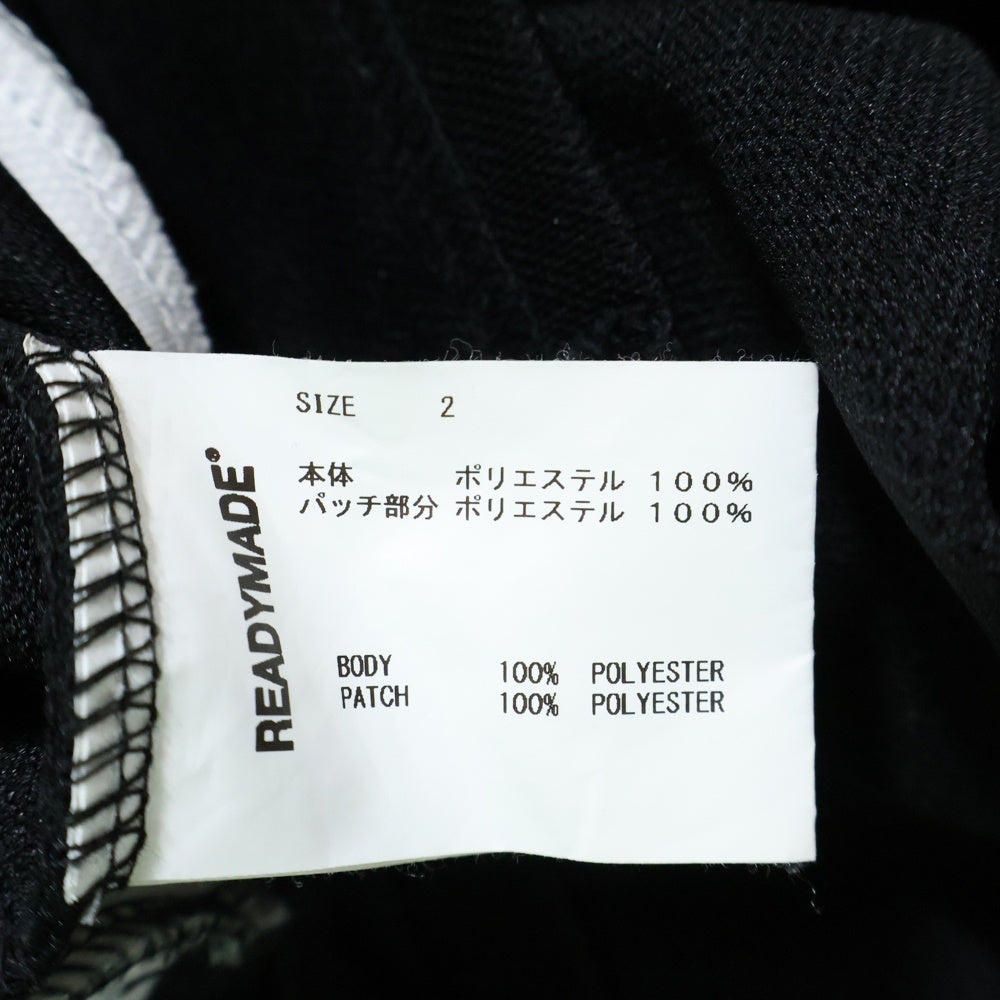 SIZE 2
本体 ポリエステル 100%
パッチ部分 ポリエステル 100%
READYMADE®
BODY 100% POLYESTER
PATCH 100% POLYESTER